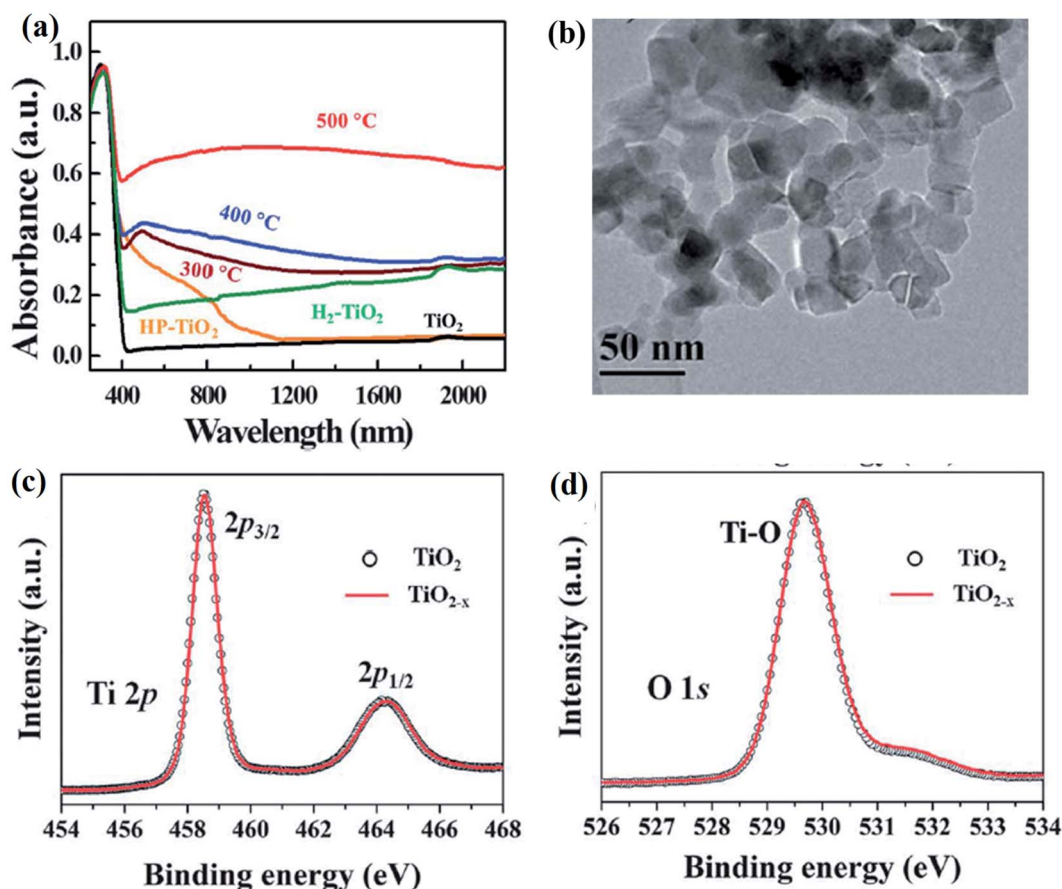 (a)
1.0
0.8
0.6
0.4
0.2
0.0
Absorbance (a.u.)
500 °C
400 °C
300 °C
HP-TiO2
H2-TiO2
TiO2
400 800 1200 1600 2000
Wavelength (nm)
(b)
50 nm
(c)
Intensity (a.u.)
2p3/2
TiO2
TiO2-x
2p1/2
Ti 2p
454 456 458 460 462 464 466 468
Binding energy (eV)
(d)
Intensity (a.u.)
Ti-O
TiO2
TiO2-x
O 1s
526 527 528 529 530 531 532 533 534
Binding energy (eV)